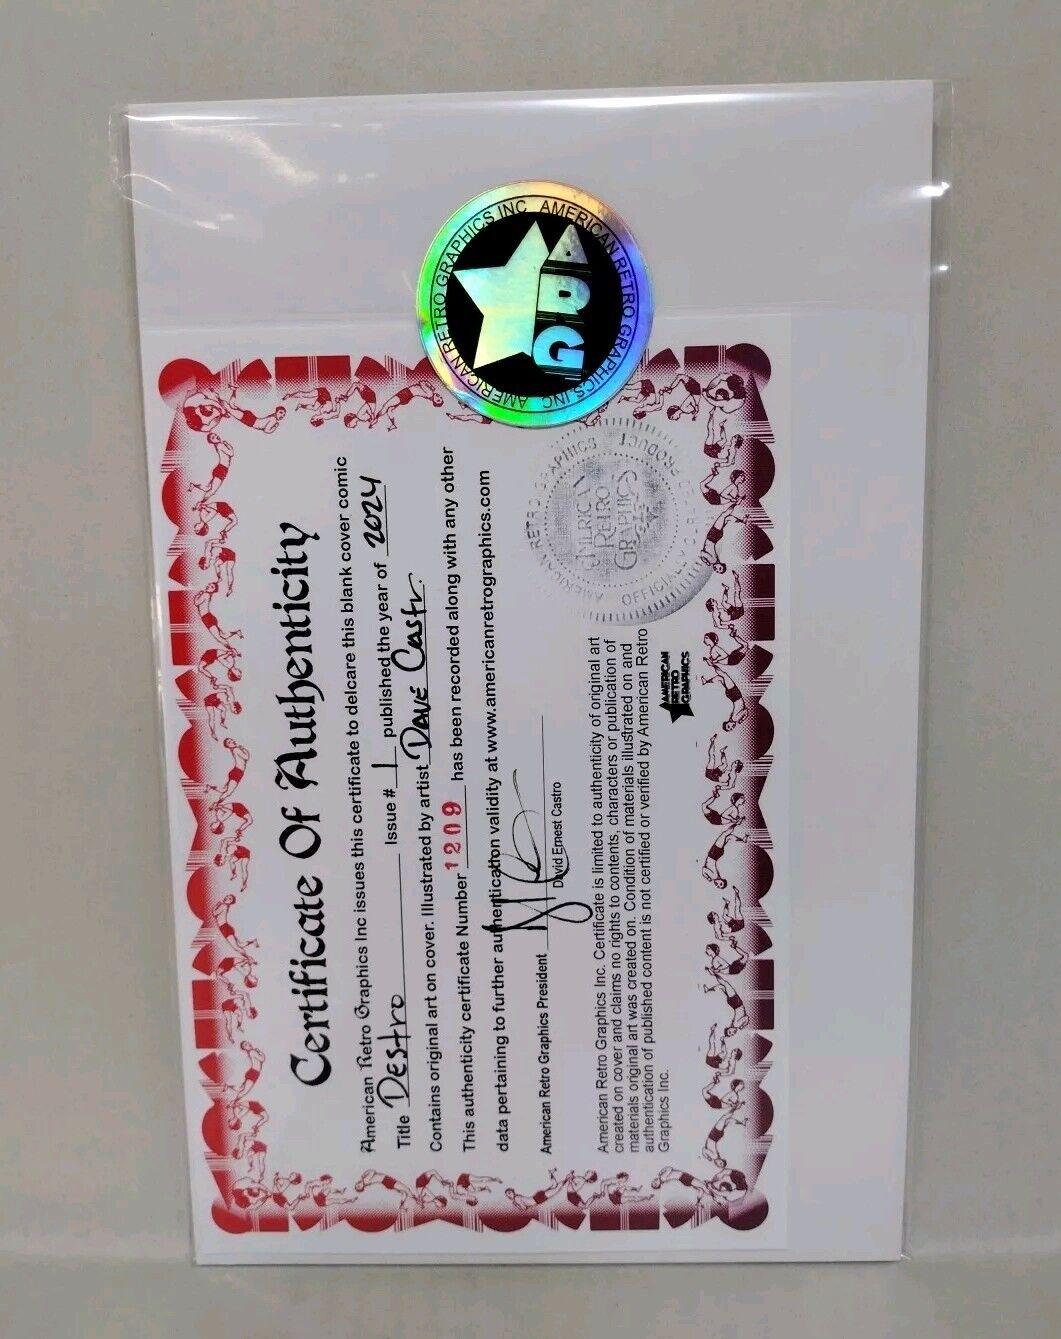 AMERICAN RETRO GRAPHICS INC AMERICAN RETRO GRAPHICS, INC
ARG
Certificate Of Authenticity
American Retro Graphics Inc issues this certificate to delcare this blank cover comic
Title Destro Issue # 1 published the year of 2024
Contains original art on cover. Illustrated by artist Dave Castr.
This authenticity certificate Number 1209 has been recorded along with any other
data pertaining to further authentication validity at www.americanretrographics.com
American Retro Graphics President
David Ernest Castro
American Retro Graphics Inc. Certificate is limited to authenticity of original art
created on cover and claims no rights to contents, characters or publication of
materials original art was created on. Condition of materials illustrated on and
authentication of published content is not certified or verified by American Retro
Graphics Inc.
AMERICAN
RETRO
GRAPHICS
AMERICAN RETRO GRAPHICS
OFFICIAL PRODUCT
AMERICAN
RETRO
GRAPHICS